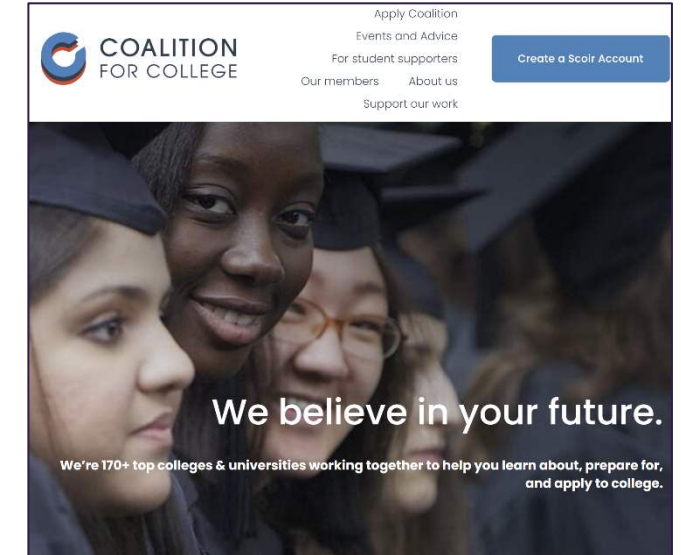 COALITION
FOR COLLEGE
Apply Coalition
Events and Advice
For student supporters
Our members About us
Support our work
Create a Scoir Account
We believe in your future.
We're 170+ top colleges & universities working together to help you learn about, prepare for,
and apply to college.